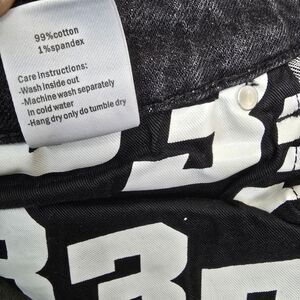 99%cotton
1%spandex
Care instructions:
-Wash inside out
-Machine wash separately
in cold water
-Hang dry only do tumble dry